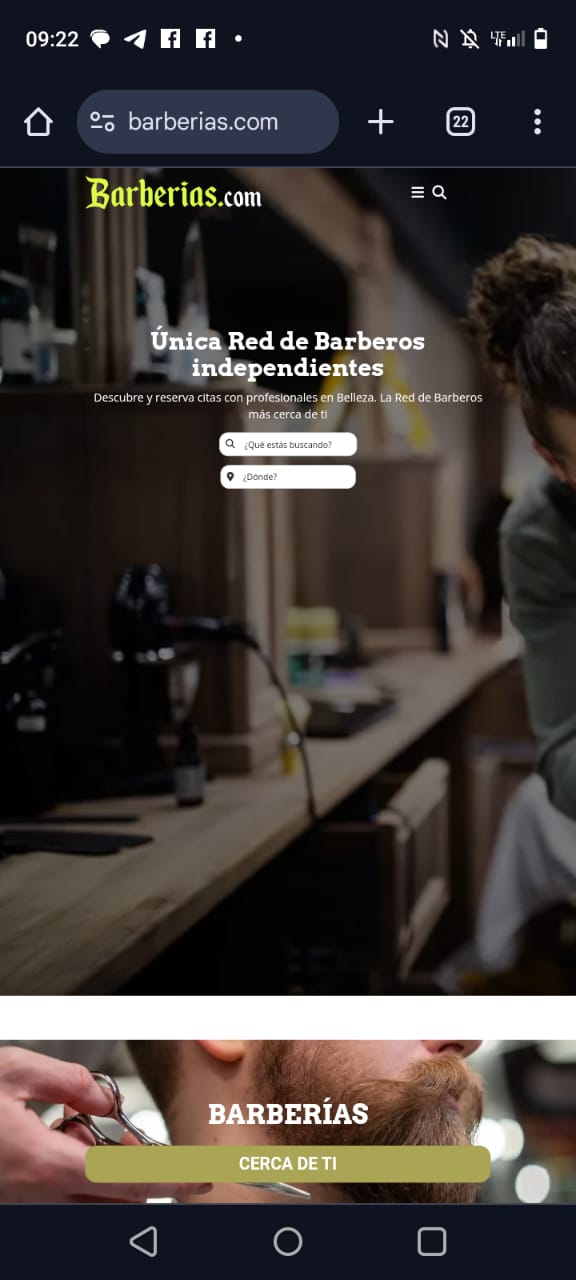 09:22
LTE
barberias.com
22
Barberias.com
Única Red de Barberos
independientes
Descubre y reserva citas con profesionales en Belleza. La Red de Barberos
más cerca de ti
¿Qué estás buscando?
¿Dónde?
BARBERÍAS
CERCA DE TI